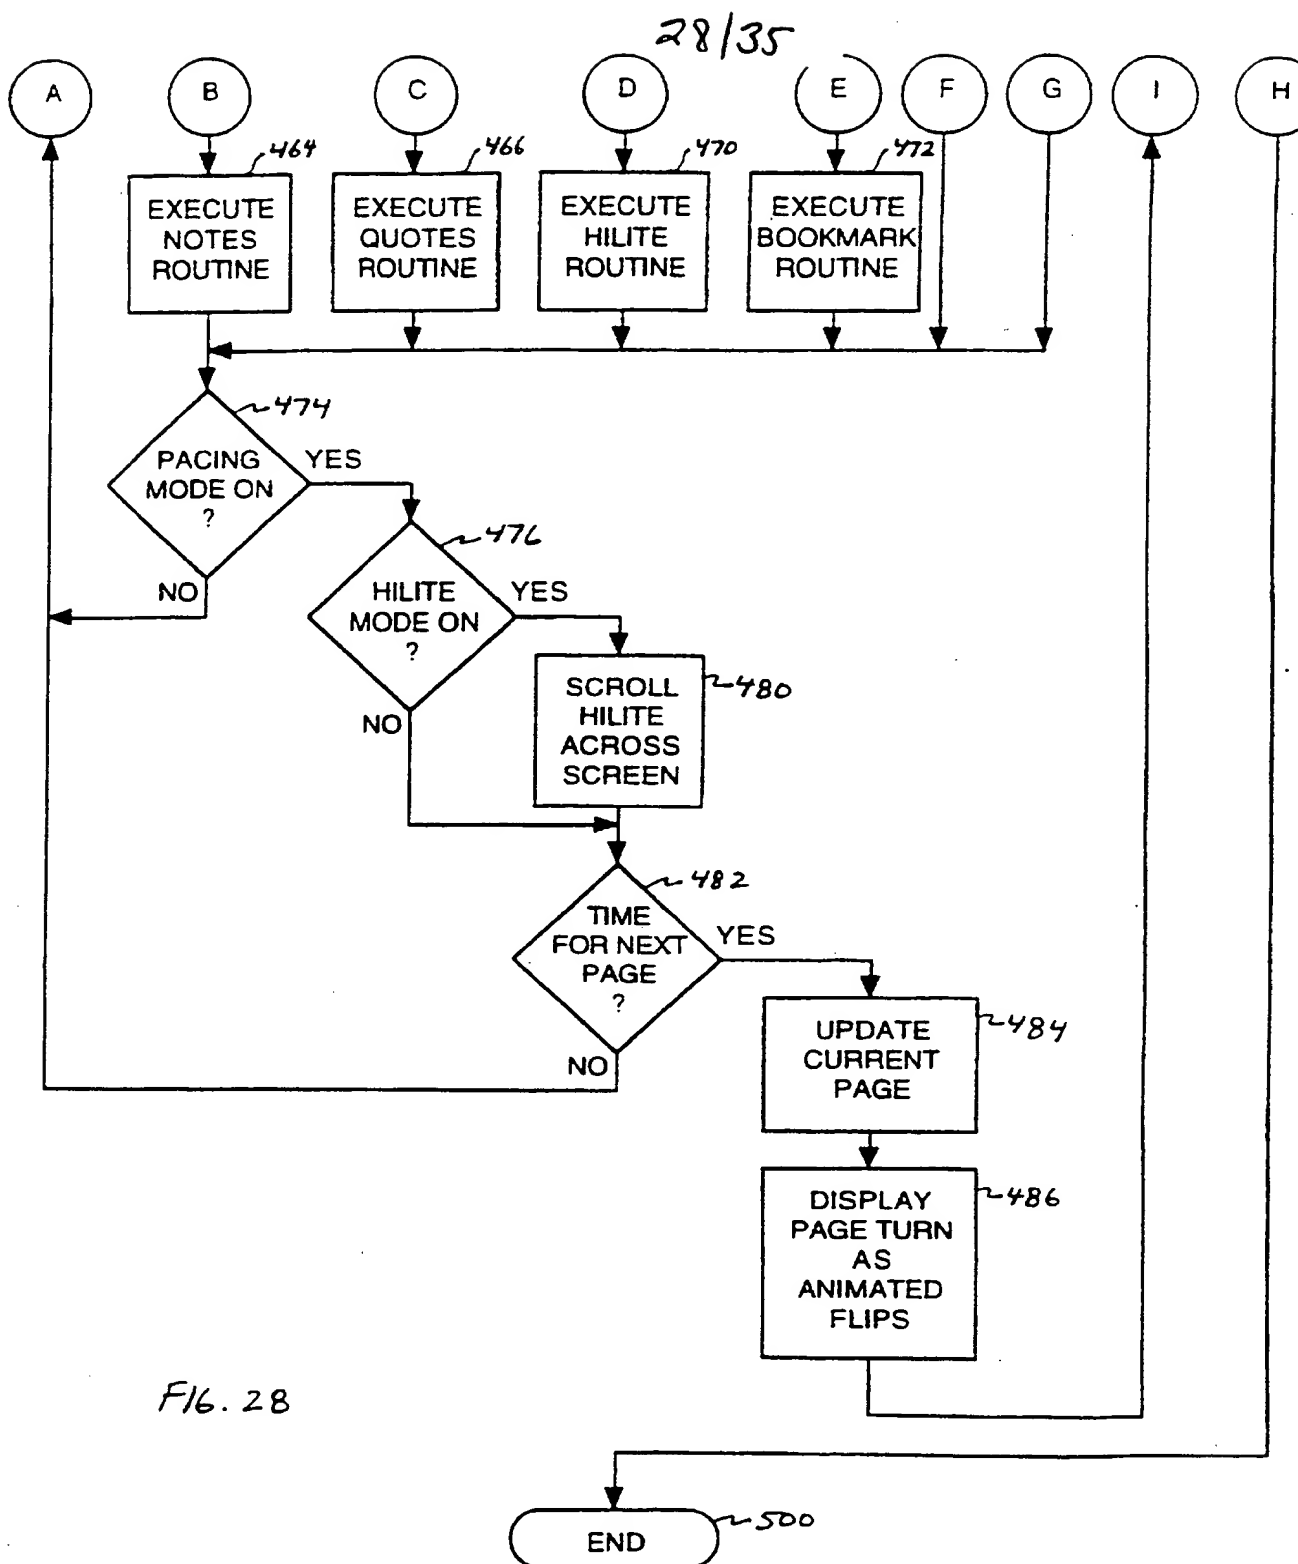 28/35
A B C D E F G I H
464 466 470 472
EXECUTE
NOTES
ROUTINE
EXECUTE
QUOTES
ROUTINE
EXECUTE
HILITE
ROUTINE
EXECUTE
BOOKMARK
ROUTINE
474
PACING
MODE ON
?
YES
NO
476
HILITE
MODE ON
?
YES
NO
480
SCROLL
HILITE
ACROSS
SCREEN
482
TIME
FOR NEXT
PAGE
?
YES
NO
484
UPDATE
CURRENT
PAGE
486
DISPLAY
PAGE TURN
AS
ANIMATED
FLIPS
FIG. 28
END
500